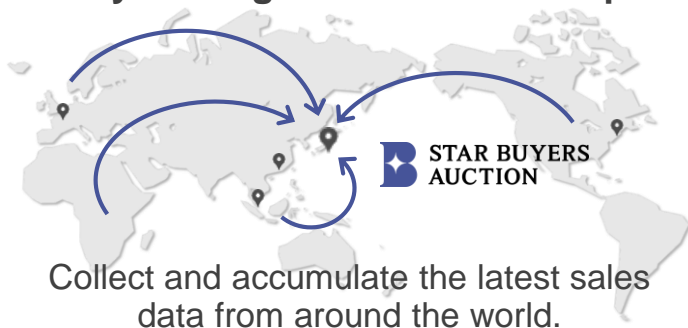 STAR BUYERS
AUCTION
Collect and accumulate the latest sales
data from around the world.